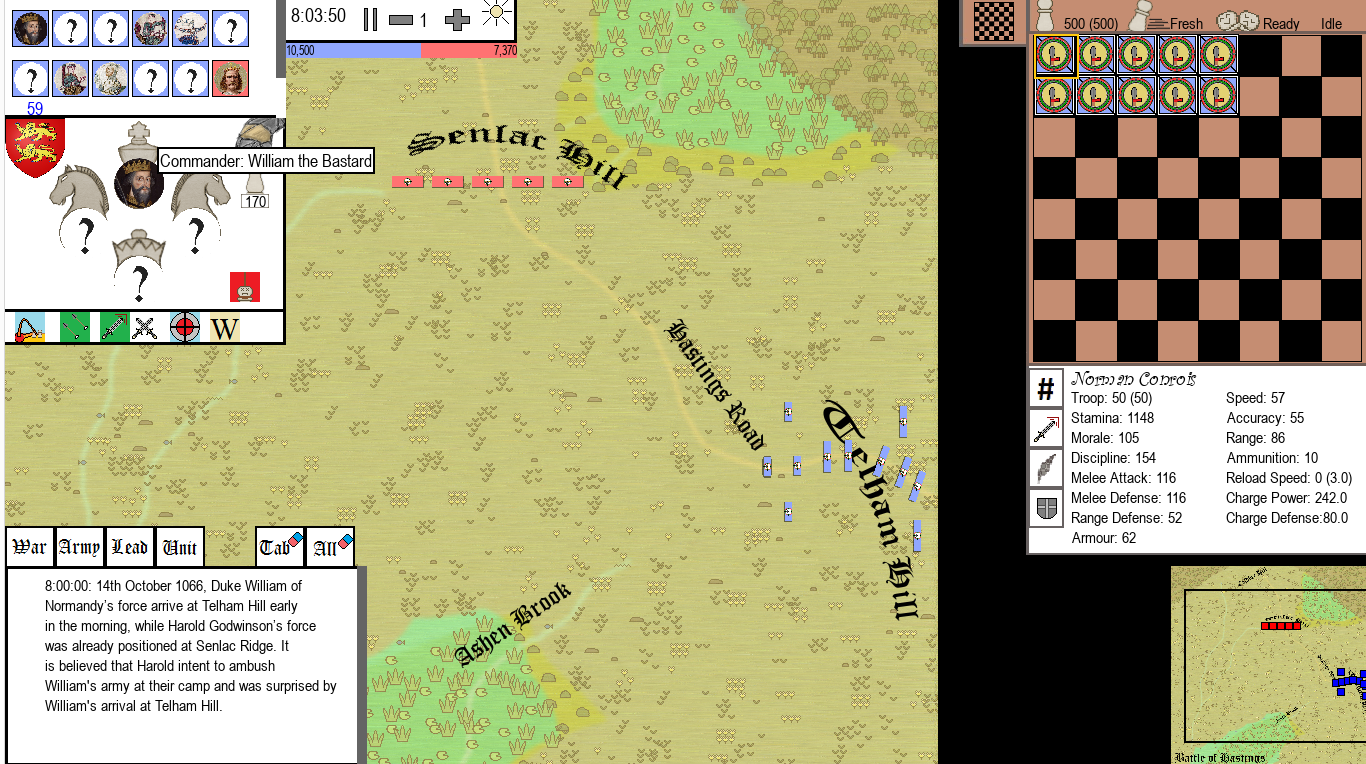 ?
?
?
?
?
?
59
8:03:50
1
10,500
7,370
500 (500)
Fresh
Ready
Idle
Commander: William the Bastard
170
?
?
?
W
Senlac Hill
Hastings Road
Telham Hill
Ashen Brook
War
Army
Lead
Unit
Tab
All
8:00:00: 14th October 1066, Duke William of
Normandy's force arrive at Telham Hill early
in the morning, while Harold Godwinson's force
was already positioned at Senlac Ridge. It
is believed that Harold intent to ambush
William's army at their camp and was surprised by
William's arrival at Telham Hill.
#
Norman Conrois
Troop: 50 (50)
Speed: 57
Stamina: 1148
Accuracy: 55
Morale: 105
Range: 86
Discipline: 154
Ammunition: 10
Melee Attack: 116
Reload Speed: 0 (3.0)
Melee Defense: 116
Charge Power: 242.0
Range Defense: 52
Charge Defense:80.0
Armour: 62
Battle of Hastings